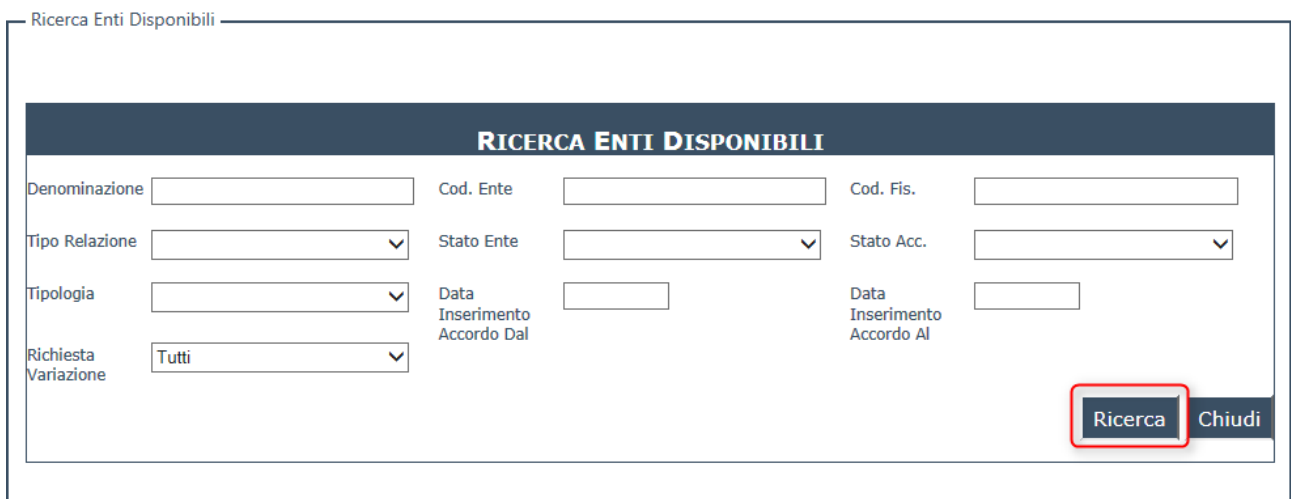 Ricerca Enti Disponibili
RICERCA ENTI DISPONIBILI
Denominazione Cod. Ente Cod. Fis.
Tipo Relazione Stato Ente Stato Acc.
Tipologia Data Data
Inserimento Inserimento
Accordo Dal Accordo Al
Richiesta Tutti
Variazione
Ricerca Chiudi